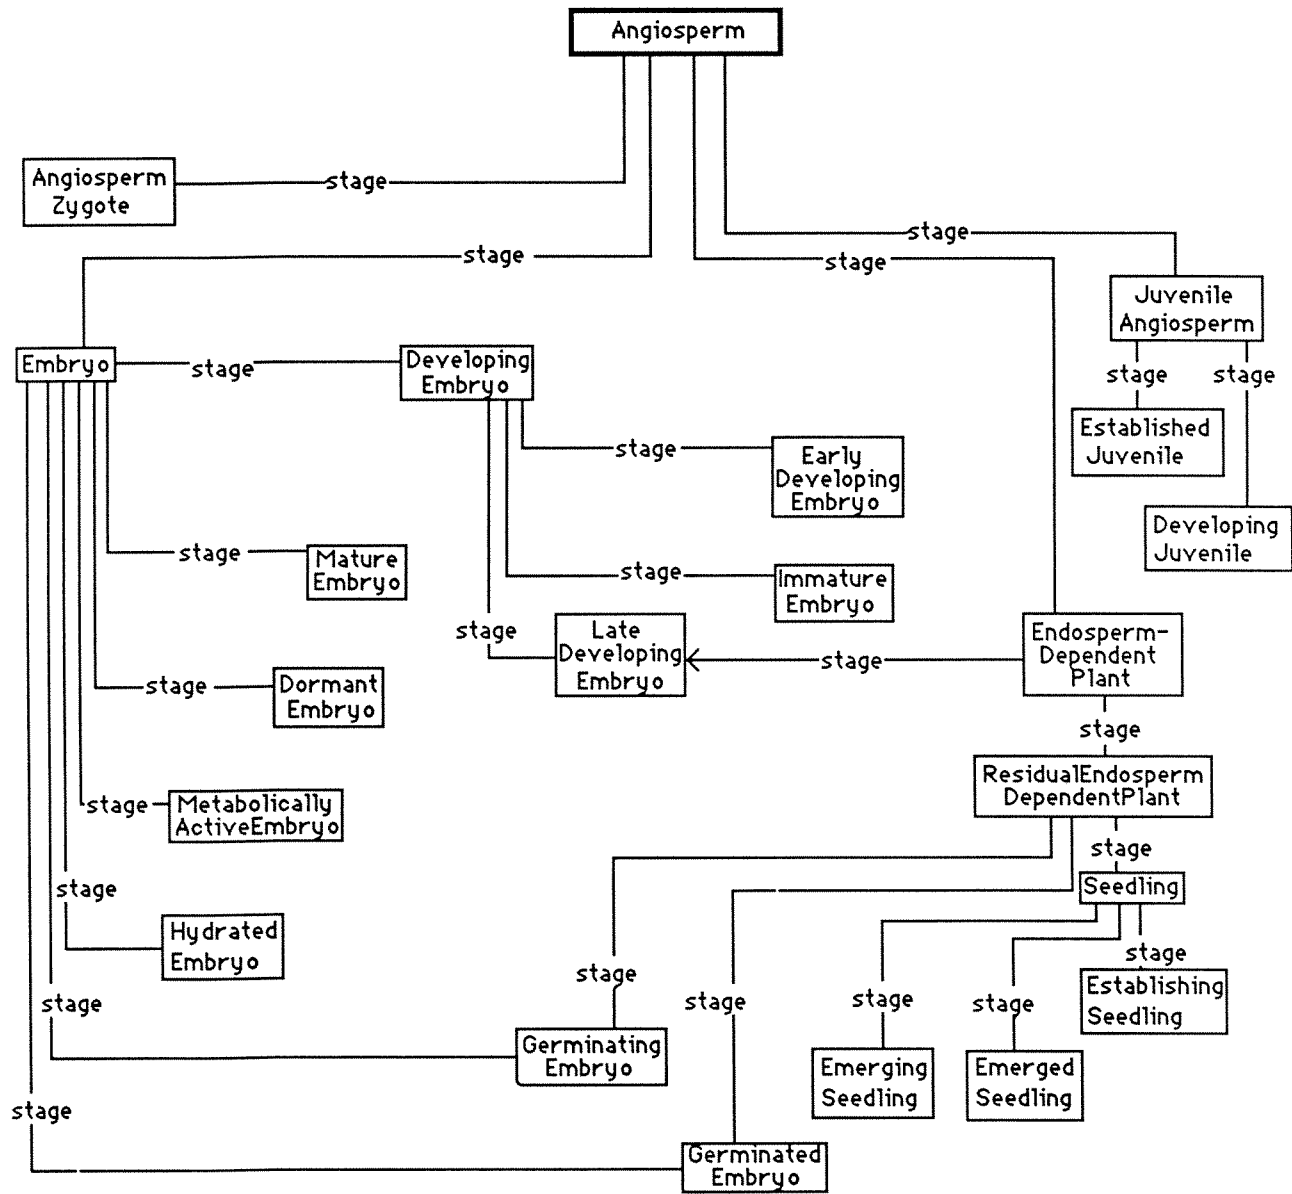 Angiosperm
Angiosperm
Zygote
stage
stage
stage
stage
Juvenile
Angiosperm
Embryo
stage
Developing
Embryo
stage
stage
Established
Juvenile
stage
Early
Developing
Embryo
Developing
Juvenile
stage
Mature
Embryo
stage
Immature
Embryo
stage
Late
Developing
Embryo
stage
Endosperm-
Dependent
Plant
stage
Dormant
Embryo
stage
ResidualEndosperm
DependentPlant
stage
Metabolically
ActiveEmbryo
stage
Seedling
stage
Hydrated
Embryo
stage
stage
stage
stage
stage
stage
Establishing
Seedling
Germinating
Embryo
Emerging
Seedling
Emerged
Seedling
stage
Germinated
Embryo